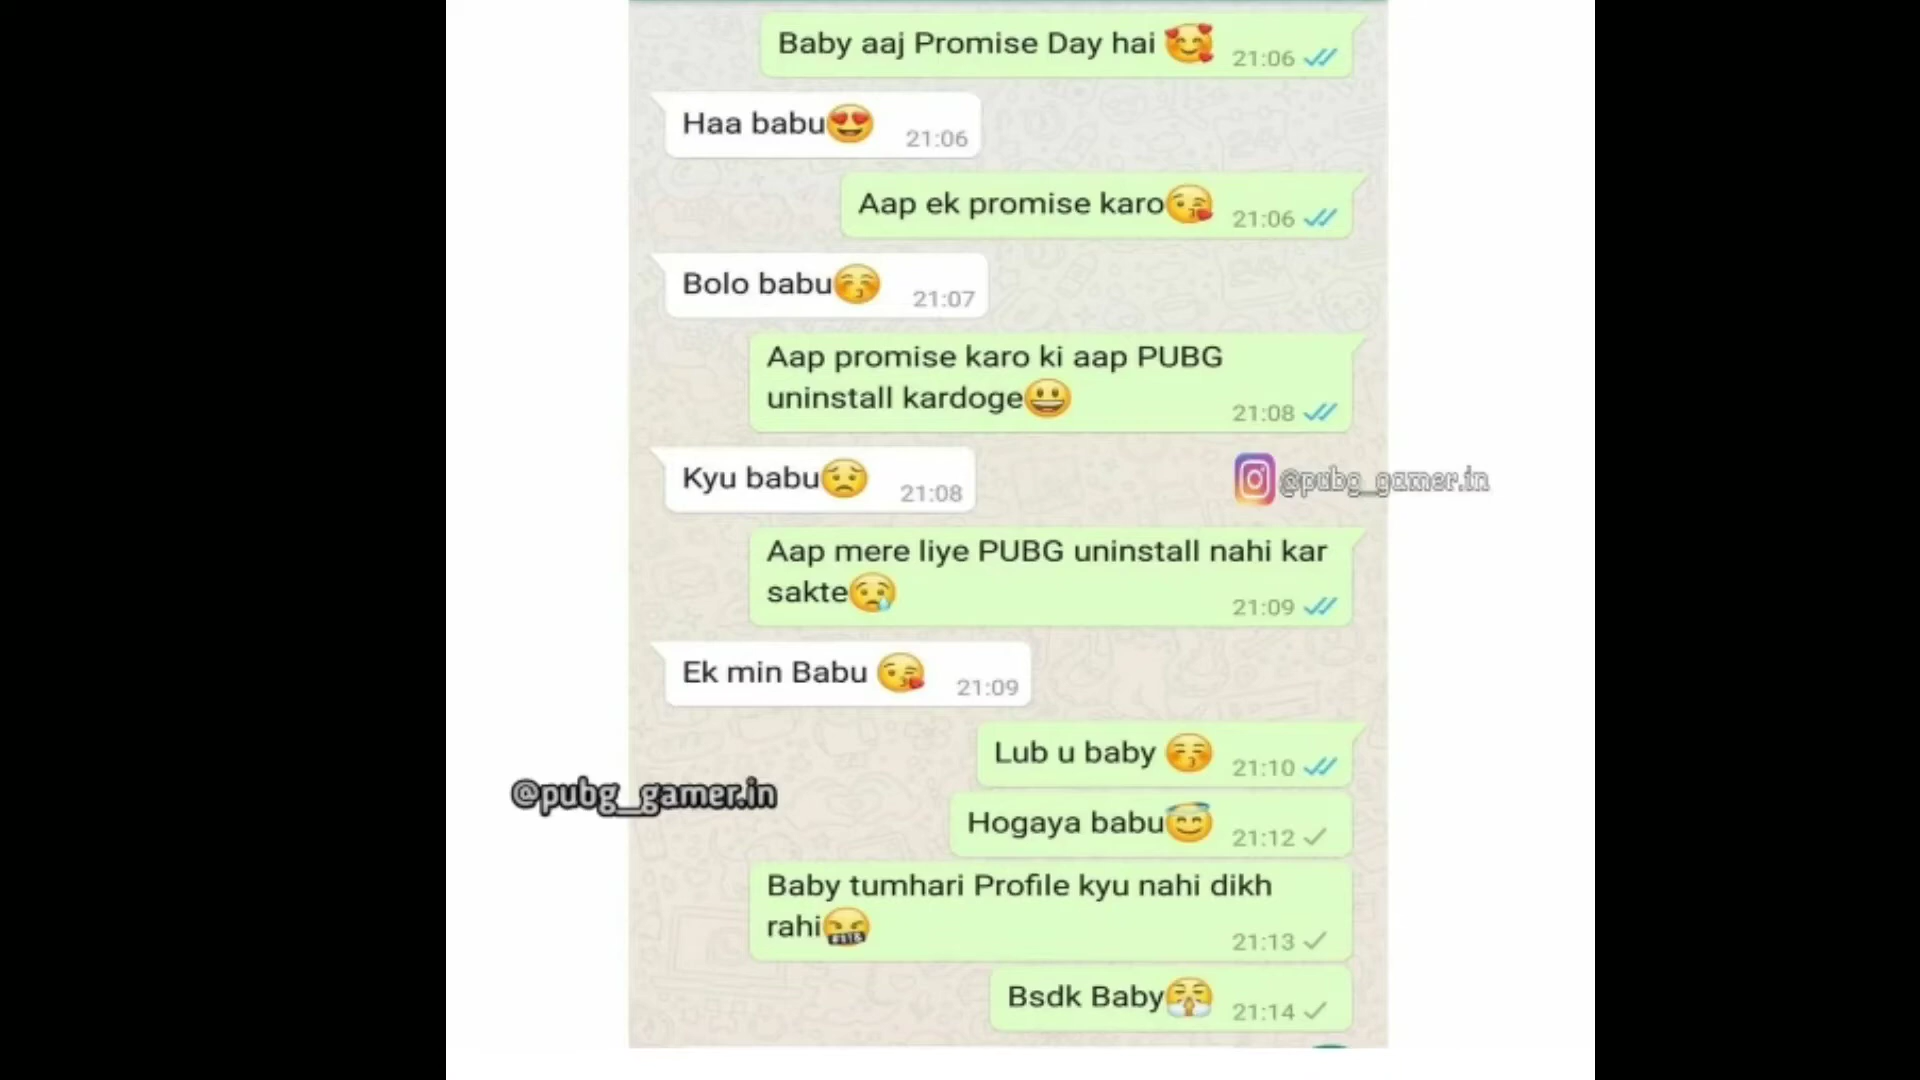 Baby aaj Promise Day hai 🥰 21:06
Haa babu😍 21:06
Aap ek promise karo😘 21:06
Bolo babu😚 21:07
Aap promise karo ki aap PUBG
uninstall kardoge😀 21:08
Kyu babu😟 21:08
@pubg_gamer.in
Aap mere liye PUBG uninstall nahi kar
sakte😢 21:09
Ek min Babu 😘 21:09
Lub u baby 😚 21:10
@pubg_gamer.in
Hogaya babu😇 21:12
Baby tumhari Profile kyu nahi dikh
rahi🤬 21:13
Bsdk Baby😤 21:14